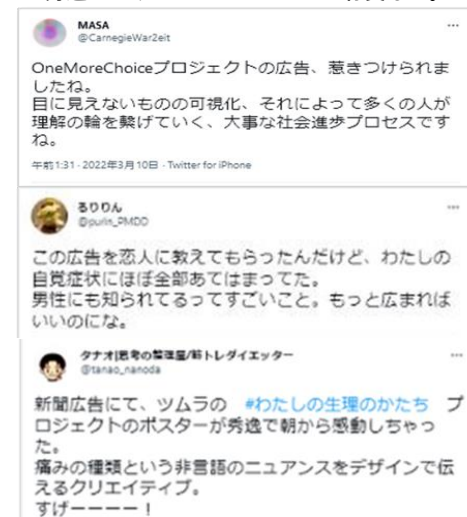 MASA
@CarnegieWar2eit
OneMoreChoiceプロジェクトの広告、惹きつけられま
したね。
目に見えないものの可視化、それによって多くの人が
理解の輪を繋げていく、大事な社会進歩プロセスです
ね。
午前1:31 · 2022年3月10日 · Twitter for iPhone
るりりん
@purin_PMDD
この広告を恋人に教えてもらったんだけど、わたしの
自覚症状にほぼ全部あてはまってた。
男性にも知られてるってすごいこと。もっと広まれば
いいのにな。
タナオ|思考の整理屋/筋トレダイエッター
@tanao_nanoda
新聞広告にて、ツムラの #わたしの生理のかたち プ
ロジェクトのポスターが秀逸で朝から感動しちゃっ
た。
痛みの種類という非言語のニュアンスをデザインで伝
えるクリエイティブ。
すげーーーー!